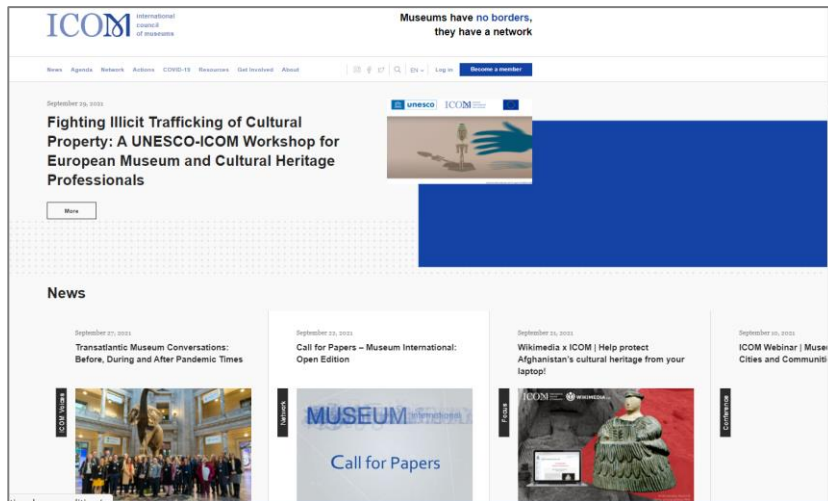 ICOM international
council
of museums
Museums have no borders,
they have a network
News Agenda Network Actions COVID-19 Resources Get Involved About EN Log in Become a member
September 29, 2021
Fighting Illicit Trafficking of Cultural
Property: A UNESCO-ICOM Workshop for
European Museum and Cultural Heritage
Professionals
unesco ICOM
More
News
September 27, 2021
Transatlantic Museum Conversations:
Before, During and After Pandemic Times
ICOM Voices
September 22, 2021
Call for Papers – Museum International:
Open Edition
Network
MUSEUM international
Call for Papers
September 21, 2021
Wikimedia x ICOM | Help protect
Afghanistan's cultural heritage from your
laptop!
Focus
ICOM WIKIMEDIA
September 10, 2021
ICOM Webinar | Muse
Cities and Communiti
Conference